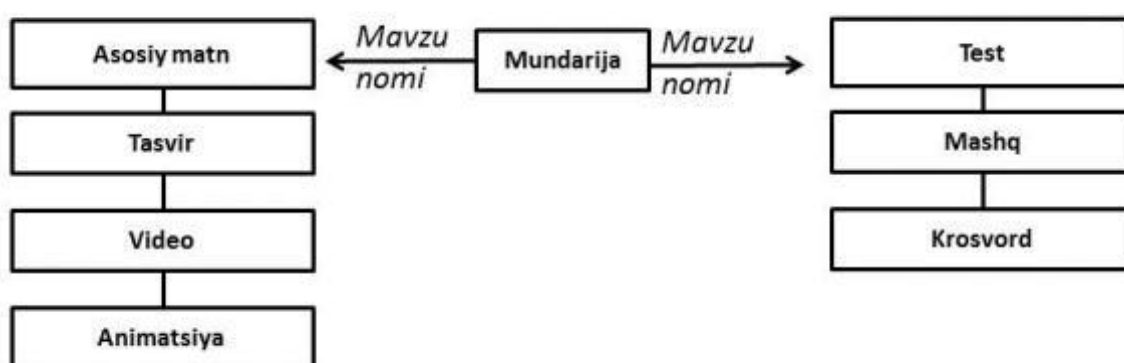 Asosiy matn
Tasvir
Video
Animatsiya
Mavzu
nomi
Mundarija
Mavzu
nomi
Test
Mashq
Krosvord